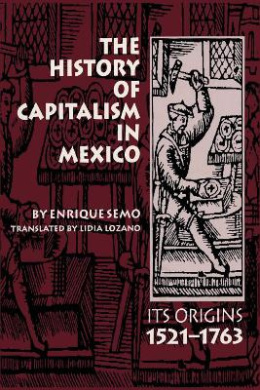 THE
HISTORY
OF
CAPITALISM
IN
MEXICO
BY ENRIQUE SEMO
TRANSLATED BY LIDIA LOZANO
ITS ORIGINS
1521–1763